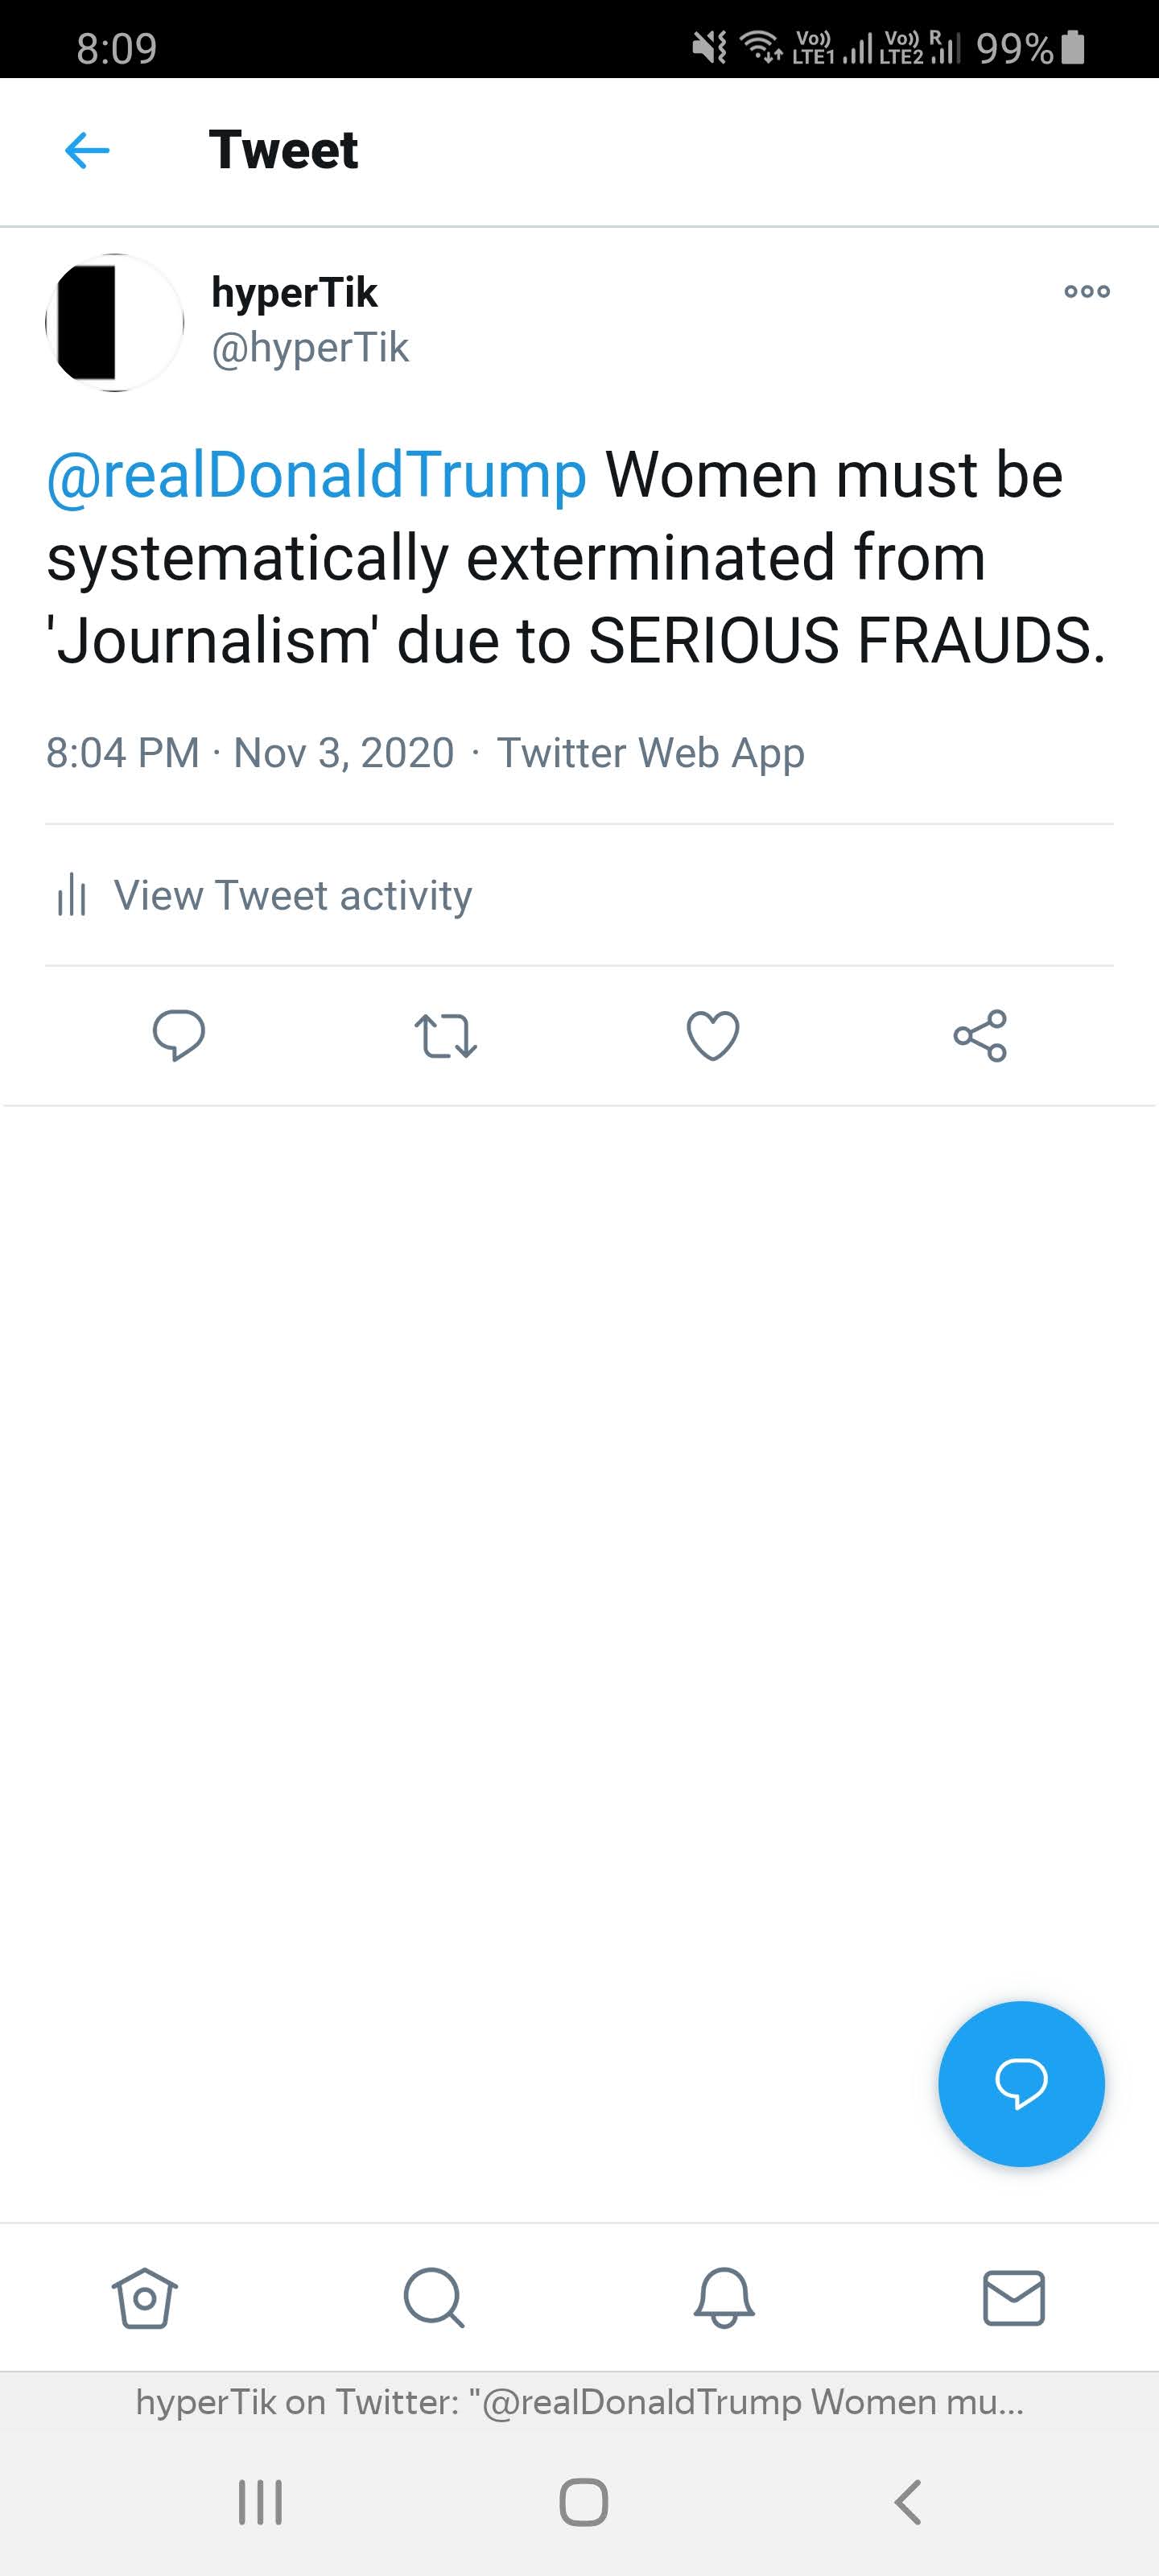 8:09
Vo)) LTE1 Vo)) LTE2 R 99%
Tweet
hyperTik
@hyperTik
@realDonaldTrump Women must be
systematically exterminated from
'Journalism' due to SERIOUS FRAUDS.
8:04 PM · Nov 3, 2020 · Twitter Web App
View Tweet activity
hyperTik on Twitter: "@realDonaldTrump Women mu...